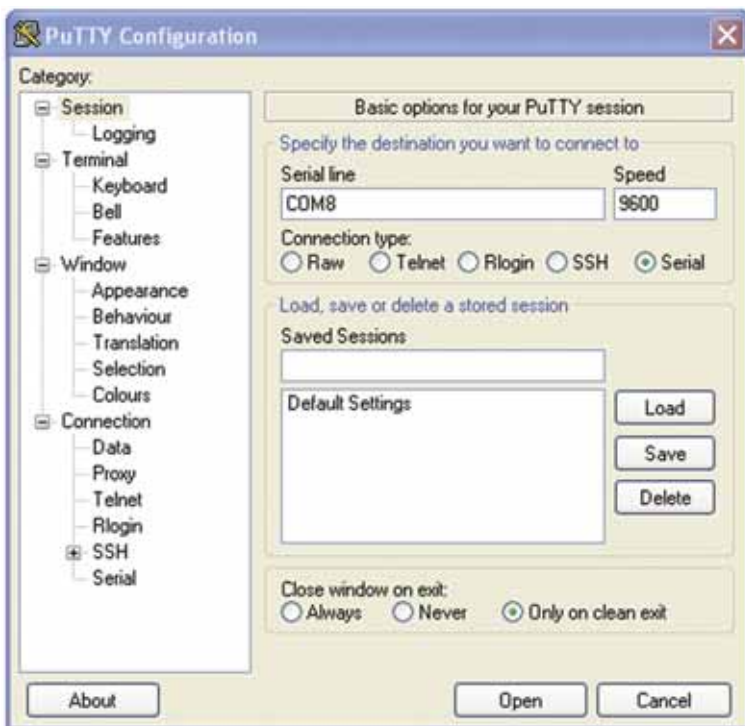 PuTTY Configuration
Category:
Session
Logging
Terminal
Keyboard
Bell
Features
Window
Appearance
Behaviour
Translation
Selection
Colours
Connection
Data
Proxy
Telnet
Rlogin
SSH
Serial
Basic options for your PuTTY session
Specify the destination you want to connect to
Serial line Speed
COM8 9600
Connection type:
Raw Telnet Rlogin SSH Serial
Load, save or delete a stored session
Saved Sessions
Default Settings
Load
Save
Delete
Close window on exit:
Always Never Only on clean exit
About Open Cancel